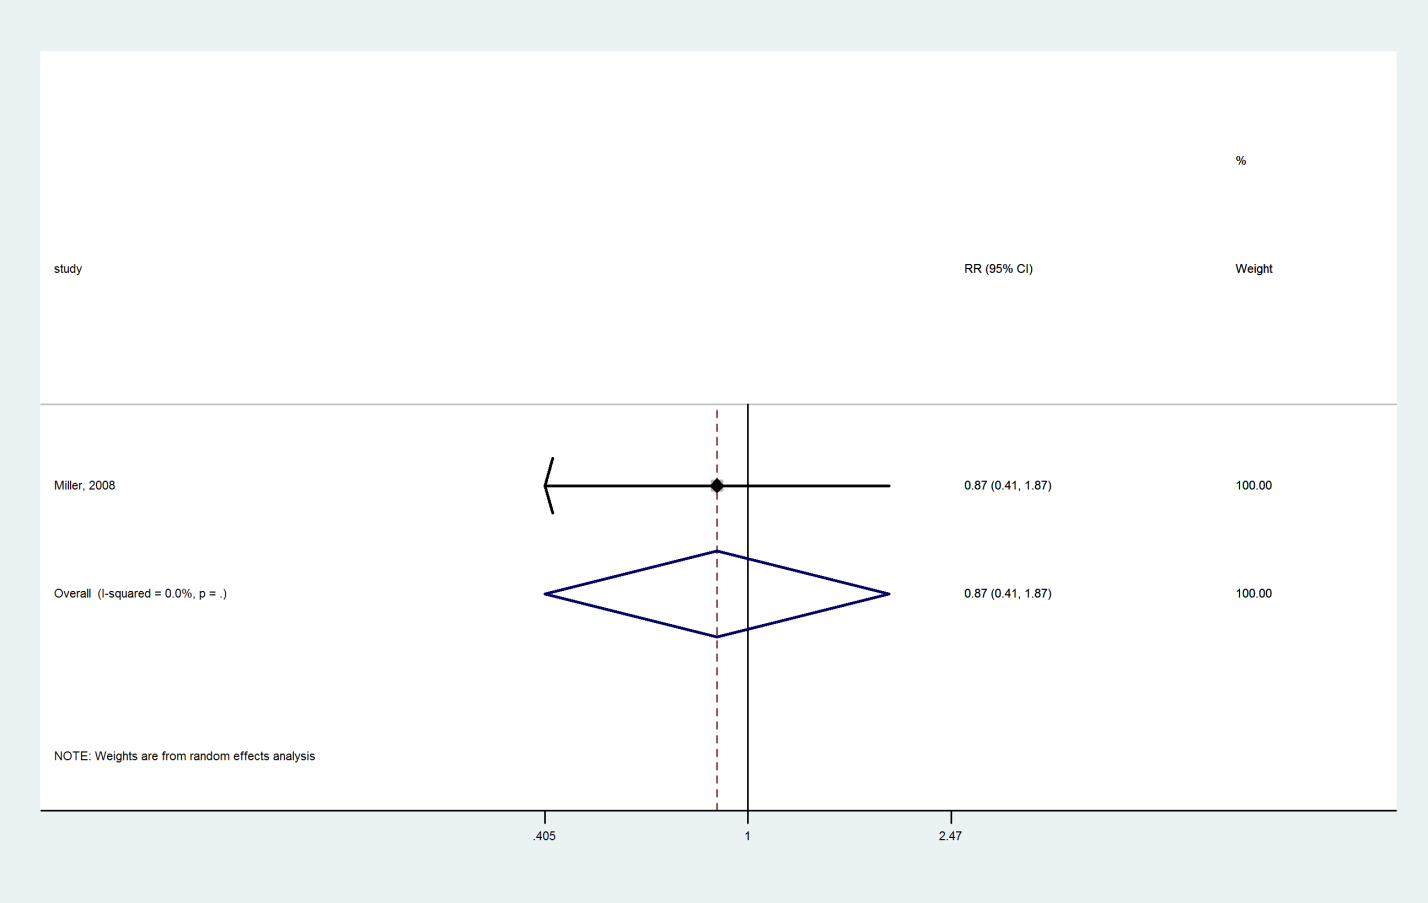 %
study RR (95% CI) Weight
Miller, 2008 0.87 (0.41, 1.87) 100.00
Overall  (I-squared = 0.0%, p = .) 0.87 (0.41, 1.87) 100.00
NOTE: Weights are from random effects analysis
.405 1 2.47